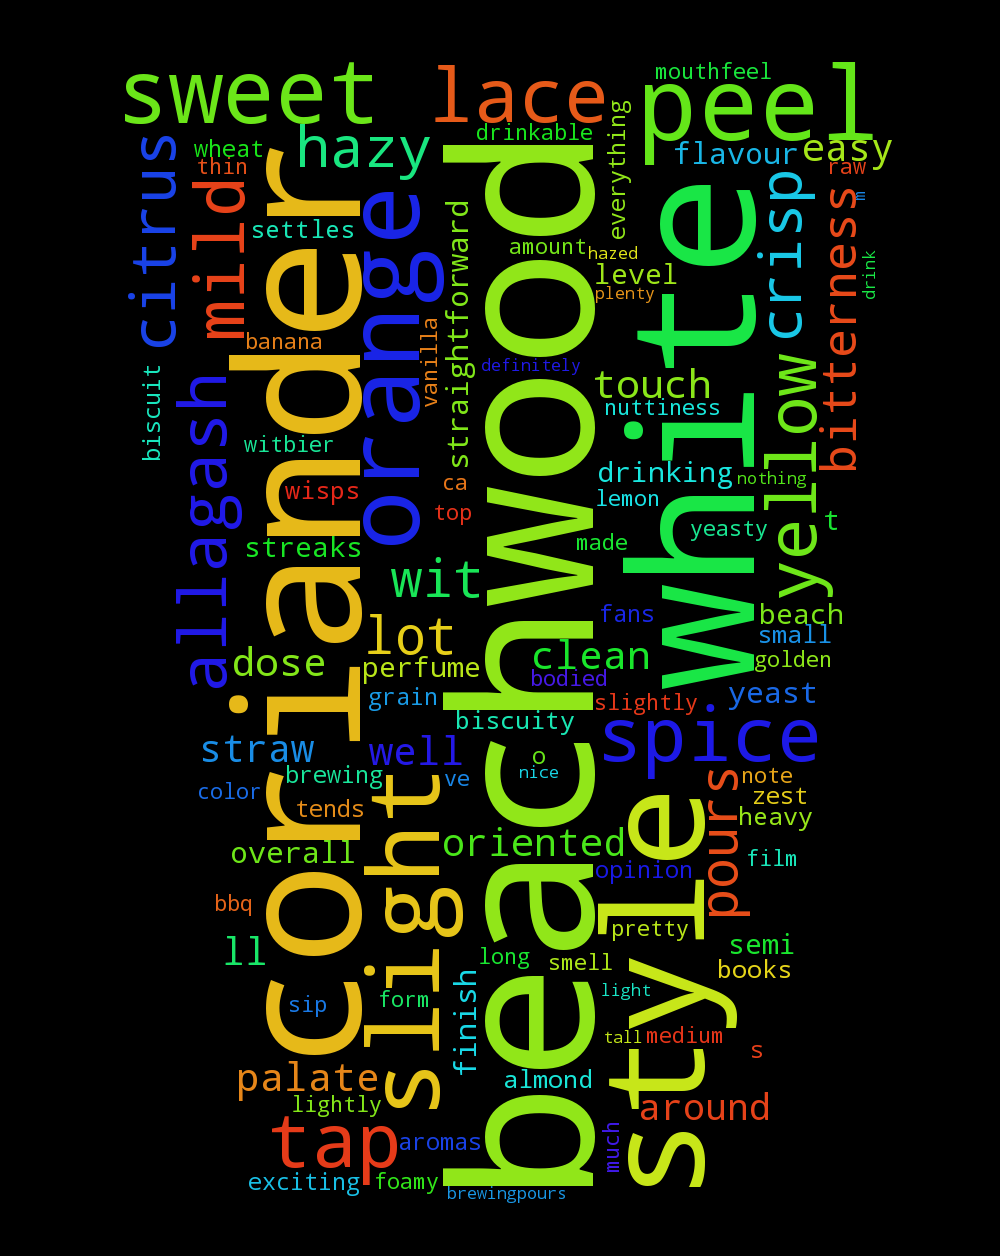 sweet
lace
peel
mouthfeel
citrus
wheat
hazy
drinkable
everything
flavour
easy
thin
mild
raw
m
settles
coriander
orange
beachwood
white
crisp
bitterness
drink
amount
hazed
level
plenty
straightforward
banana
vanilla
definitely
touch
yellow
biscuit
allagash
nuttiness
witbier
wisps
ca
drinking
nothing
lemon
top
t
streaks
made
yeasty
wit
fans
beach
lot
small
dose
perfume
clean
golden
bodied
grain
slightly
yeast
biscuity
spice
straw
well
o
nice
brewing
ve
note
color
tends
zest
heavy
slight
style
pours
overall
oriented
film
opinion
bbq
pretty
ll
semi
long
smell
books
finish
light
sip
form
tall
medium
s
palate
almond
lightly
around
tap
aromas
much
exciting
foamy
brewingpours